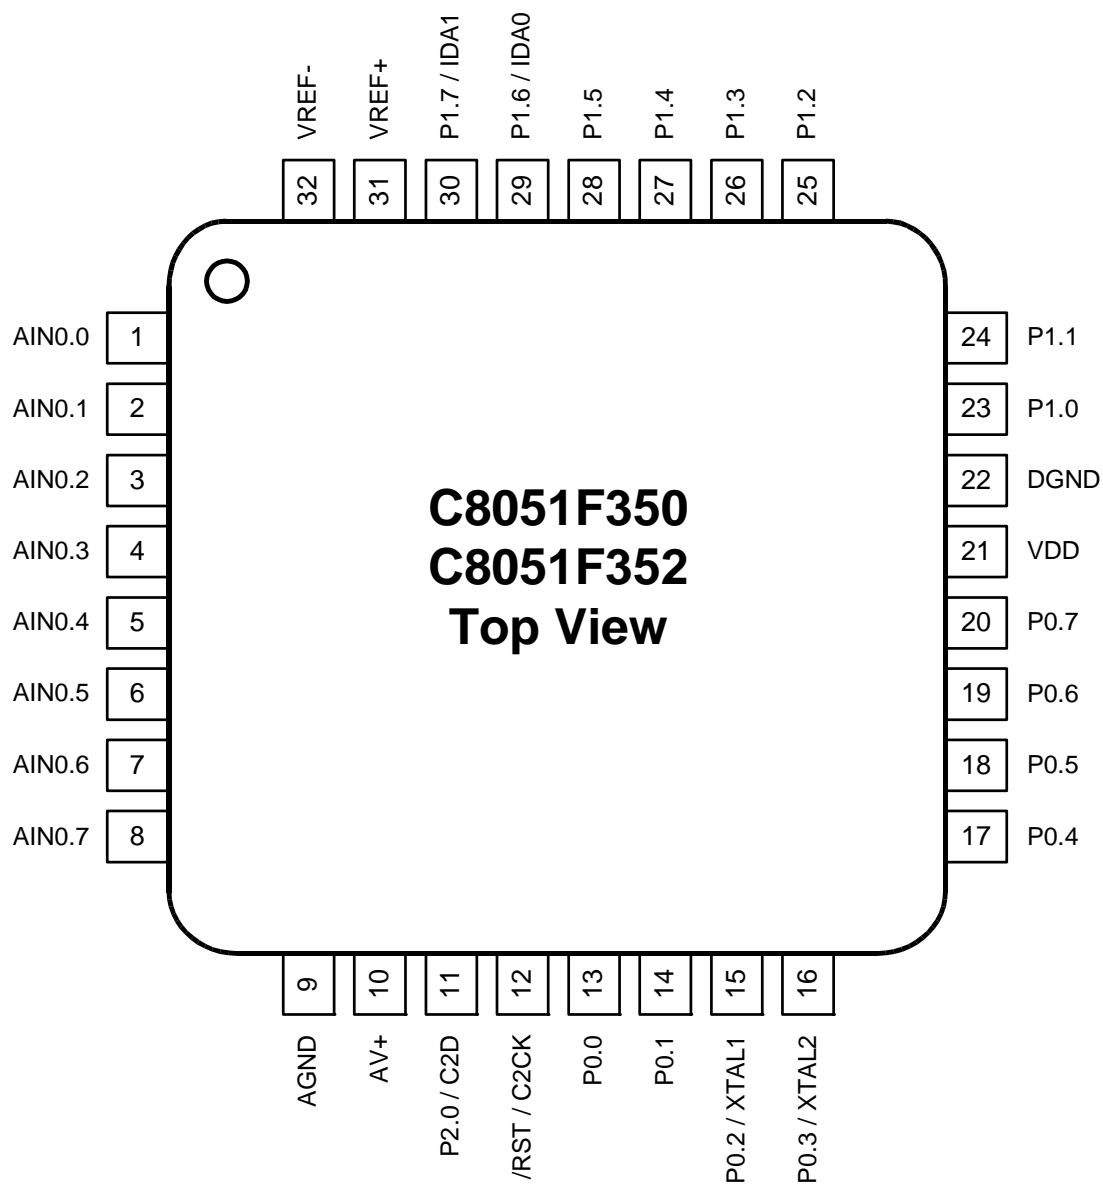 VREF-
VREF+
P1.7 / IDA1
P1.6 / IDA0
P1.5
P1.4
P1.3
P1.2
32
31
30
29
28
27
26
25
AIN0.0 1
24 P1.1
AIN0.1 2
23 P1.0
AIN0.2 3
22 DGND
AIN0.3 4
21 VDD
AIN0.4 5
20 P0.7
AIN0.5 6
19 P0.6
AIN0.6 7
18 P0.5
AIN0.7 8
17 P0.4
C8051F350
C8051F352
Top View
9
10
11
12
13
14
15
16
AGND
AV+
P2.0 / C2D
/RST / C2CK
P0.0
P0.1
P0.2 / XTAL1
P0.3 / XTAL2